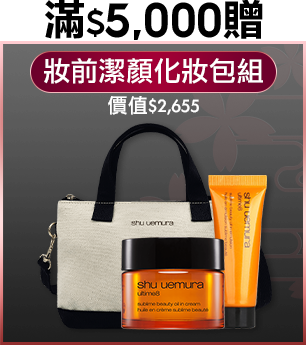 滿$5,000贈
妝前潔顏化妝包組
價值$2,655
shu uemura
shu uemura
ultime8
sublime beauty oil in cream
huile en crème sublime beauté
shu uemura
ultime8